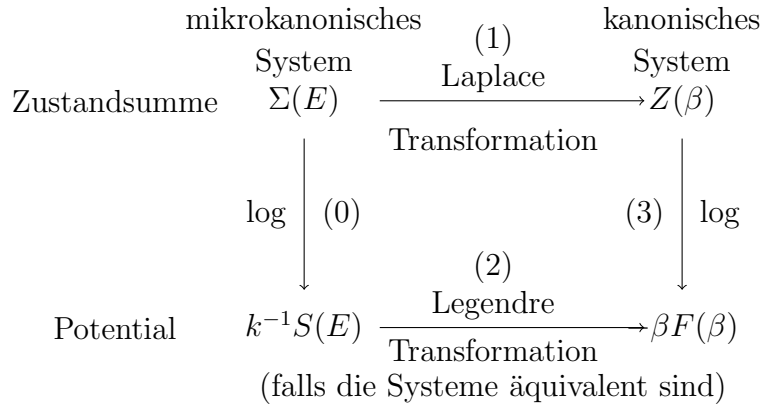 mikrokanonisches (1) kanonisches
System Laplace System
Zustandsumme Σ(E) Z(β)
Transformation
log (0) (3) log
(2)
Legendre
Potential k⁻¹S(E) βF(β)
Transformation
(falls die Systeme äquivalent sind)